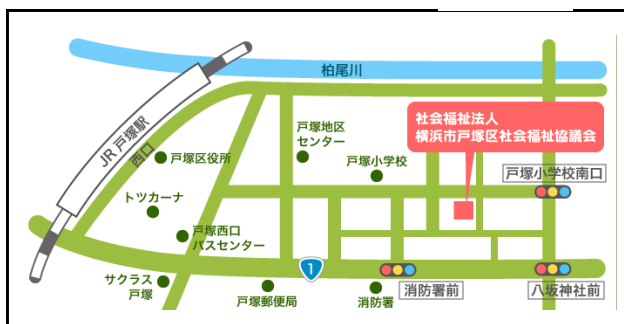 柏尾川
JR 戸塚駅
西口
戸塚区役所
戸塚地区
センター
戸塚小学校
社会福祉法人
横浜市戸塚区社会福祉協議会
戸塚小学校南口
トツカーナ
戸塚西口
バスセンター
サクラス
戸塚
戸塚郵便局
1
消防署
消防署前
八坂神社前